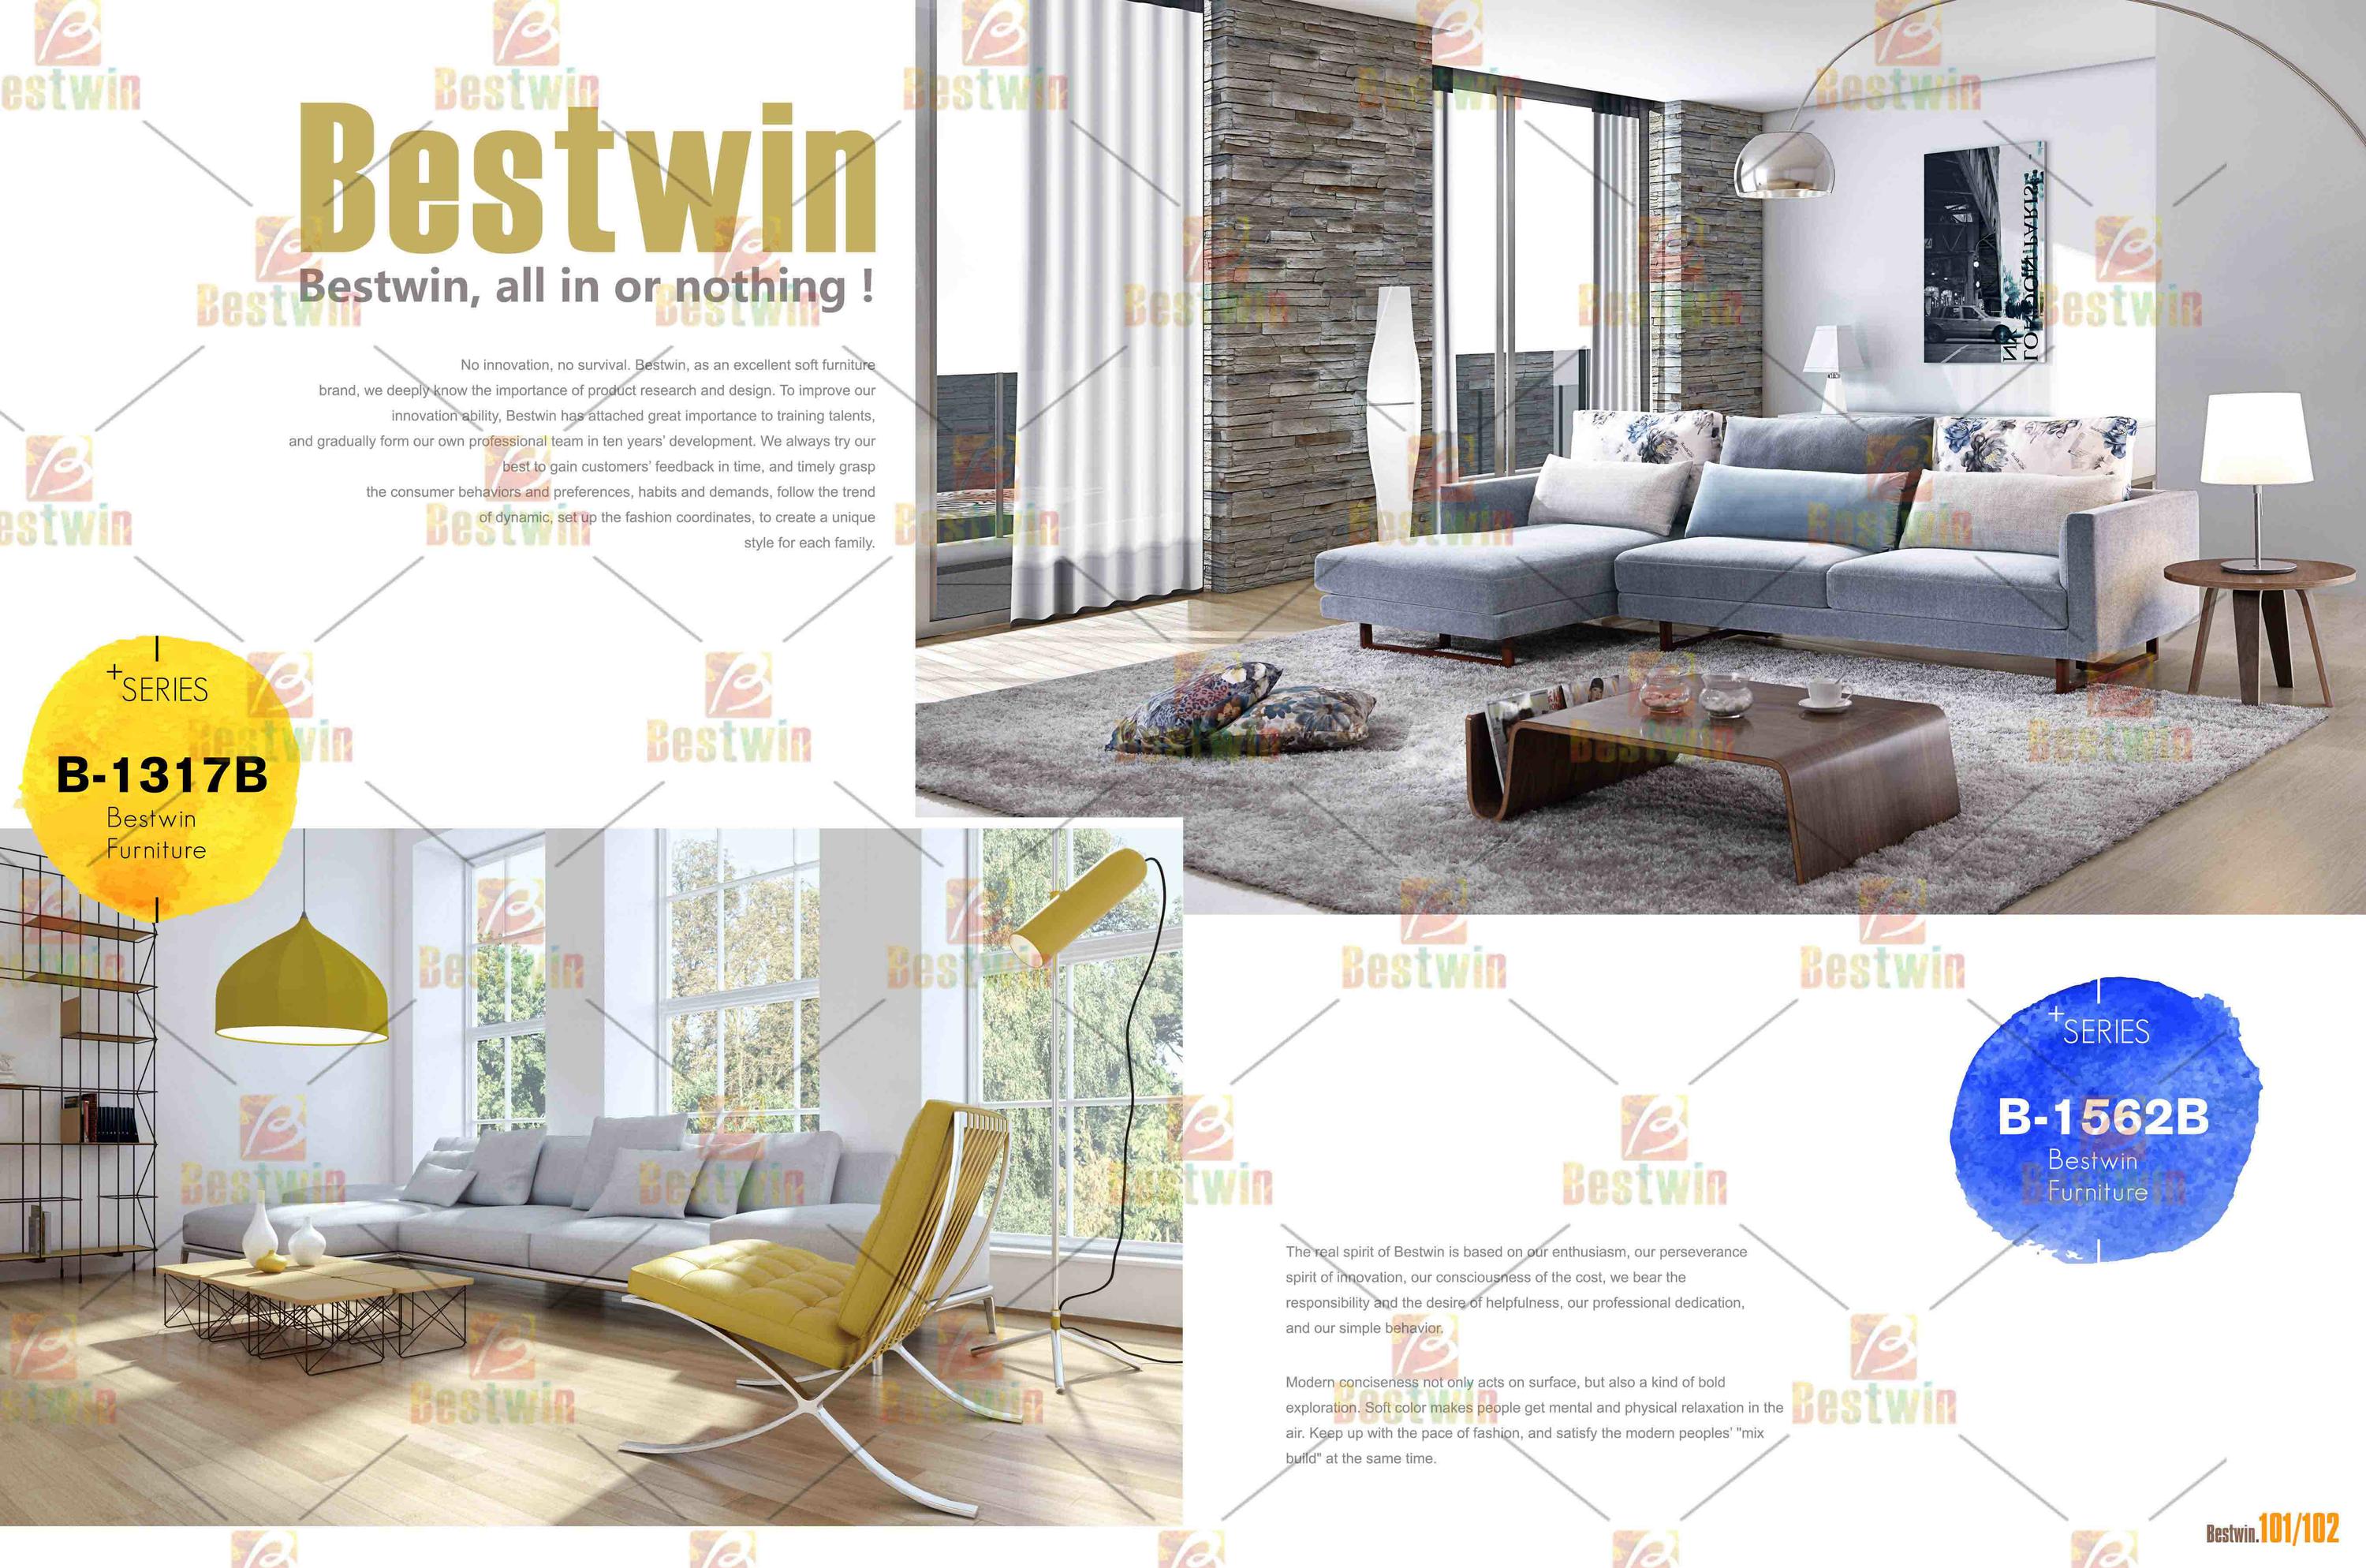 Bestwin
Bestwin, all in or nothing !
No innovation, no survival. Bestwin, as an excellent soft furniture
brand, we deeply know the importance of product research and design. To improve our
innovation ability, Bestwin has attached great importance to training talents,
and gradually form our own professional team in ten years' development. We always try our
best to gain customers' feedback in time, and timely grasp
the consumer behaviors and preferences, habits and demands, follow the trend
of dynamic, set up the fashion coordinates, to create a unique
style for each family.
+SERIES
B-1317B
Bestwin
Furniture
+SERIES
B-1562B
Bestwin
Furniture
The real spirit of Bestwin is based on our enthusiasm, our perseverance
spirit of innovation, our consciousness of the cost, we bear the
responsibility and the desire of helpfulness, our professional dedication,
and our simple behavior.
Modern conciseness not only acts on surface, but also a kind of bold
exploration. Soft color makes people get mental and physical relaxation in the
air. Keep up with the pace of fashion, and satisfy the modern peoples' "mix
build" at the same time.
Bestwin.101/102